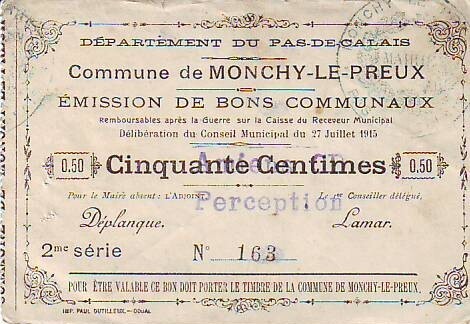 DÉPARTEMENT DU PAS-DE-CALAIS
Commune de MONCHY-LE-PREUX
ÉMISSION DE BONS COMMUNAUX
Remboursables après la Guerre sur la Caisse du Receveur Municipal
Délibération du Conseil Municipal du 27 Juillet 1915
0.50 Cinquante Centimes 0.50
Pour le Maire absent : L'ADJOINT Le 1er Conseiller délégué,
Perception
Déplanque. Lamar.
2me série N° 163
POUR ÊTRE VALABLE CE BON DOIT PORTER LE TIMBRE DE LA COMMUNE DE MONCHY-LE-PREUX.
IMP. PAUL DUTILLEUIL - DOUAI